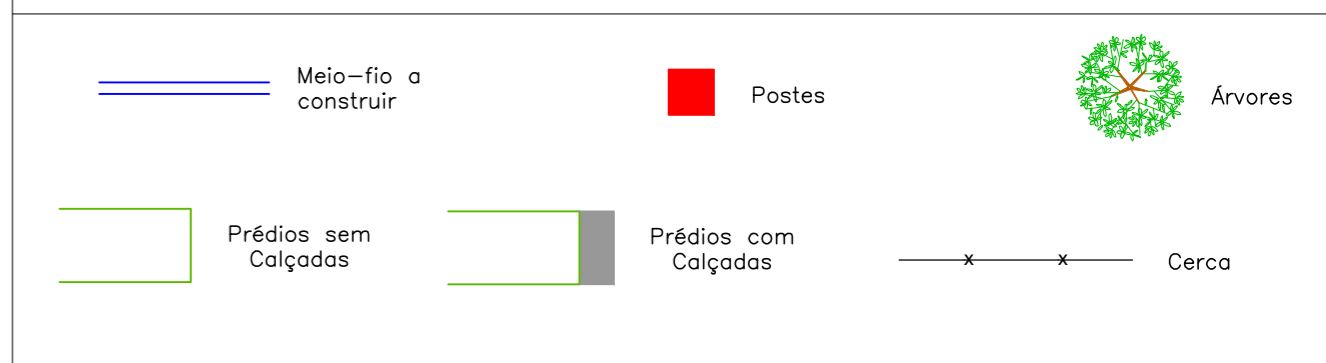 Meio-fio a
construir
Postes
Árvores
Prédios sem
Calçadas
Prédios com
Calçadas
x x
Cerca